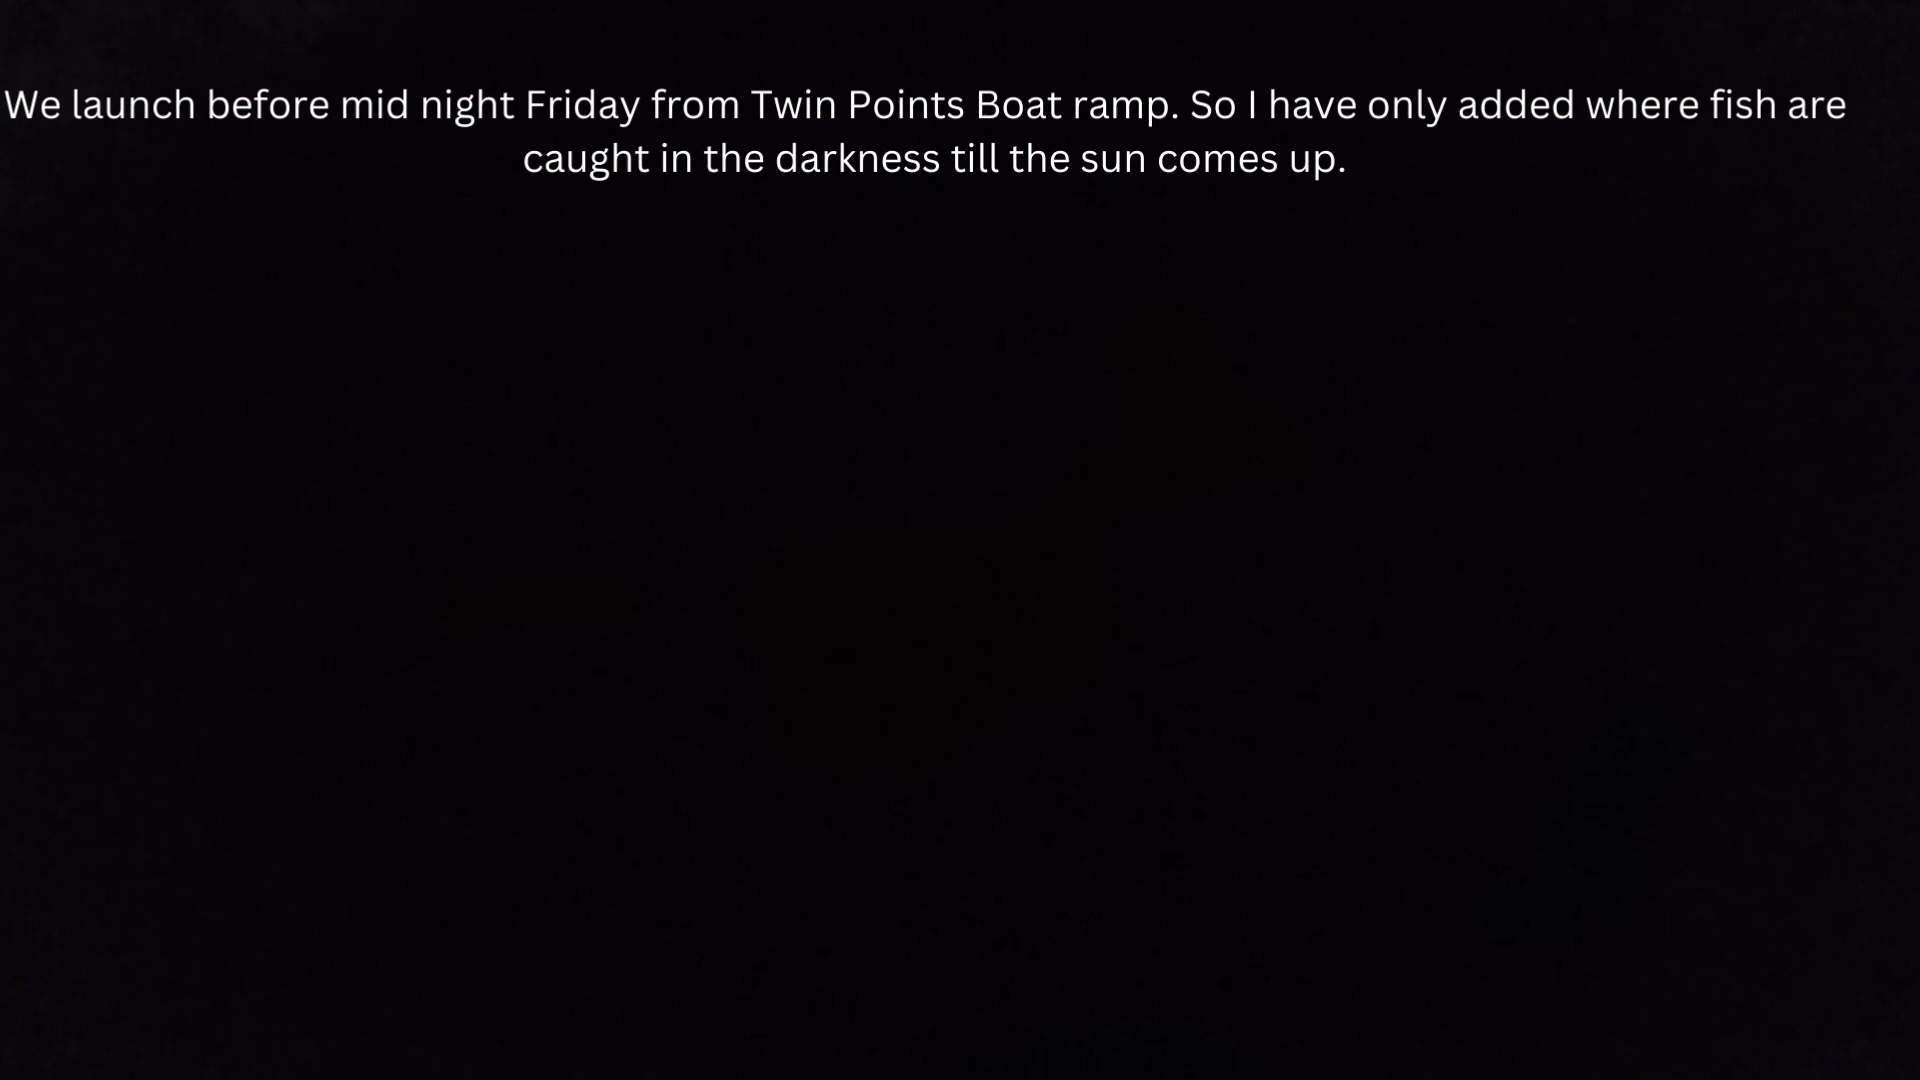 We launch before mid night Friday from Twin Points Boat ramp. So I have only added where fish are
caught in the darkness till the sun comes up.